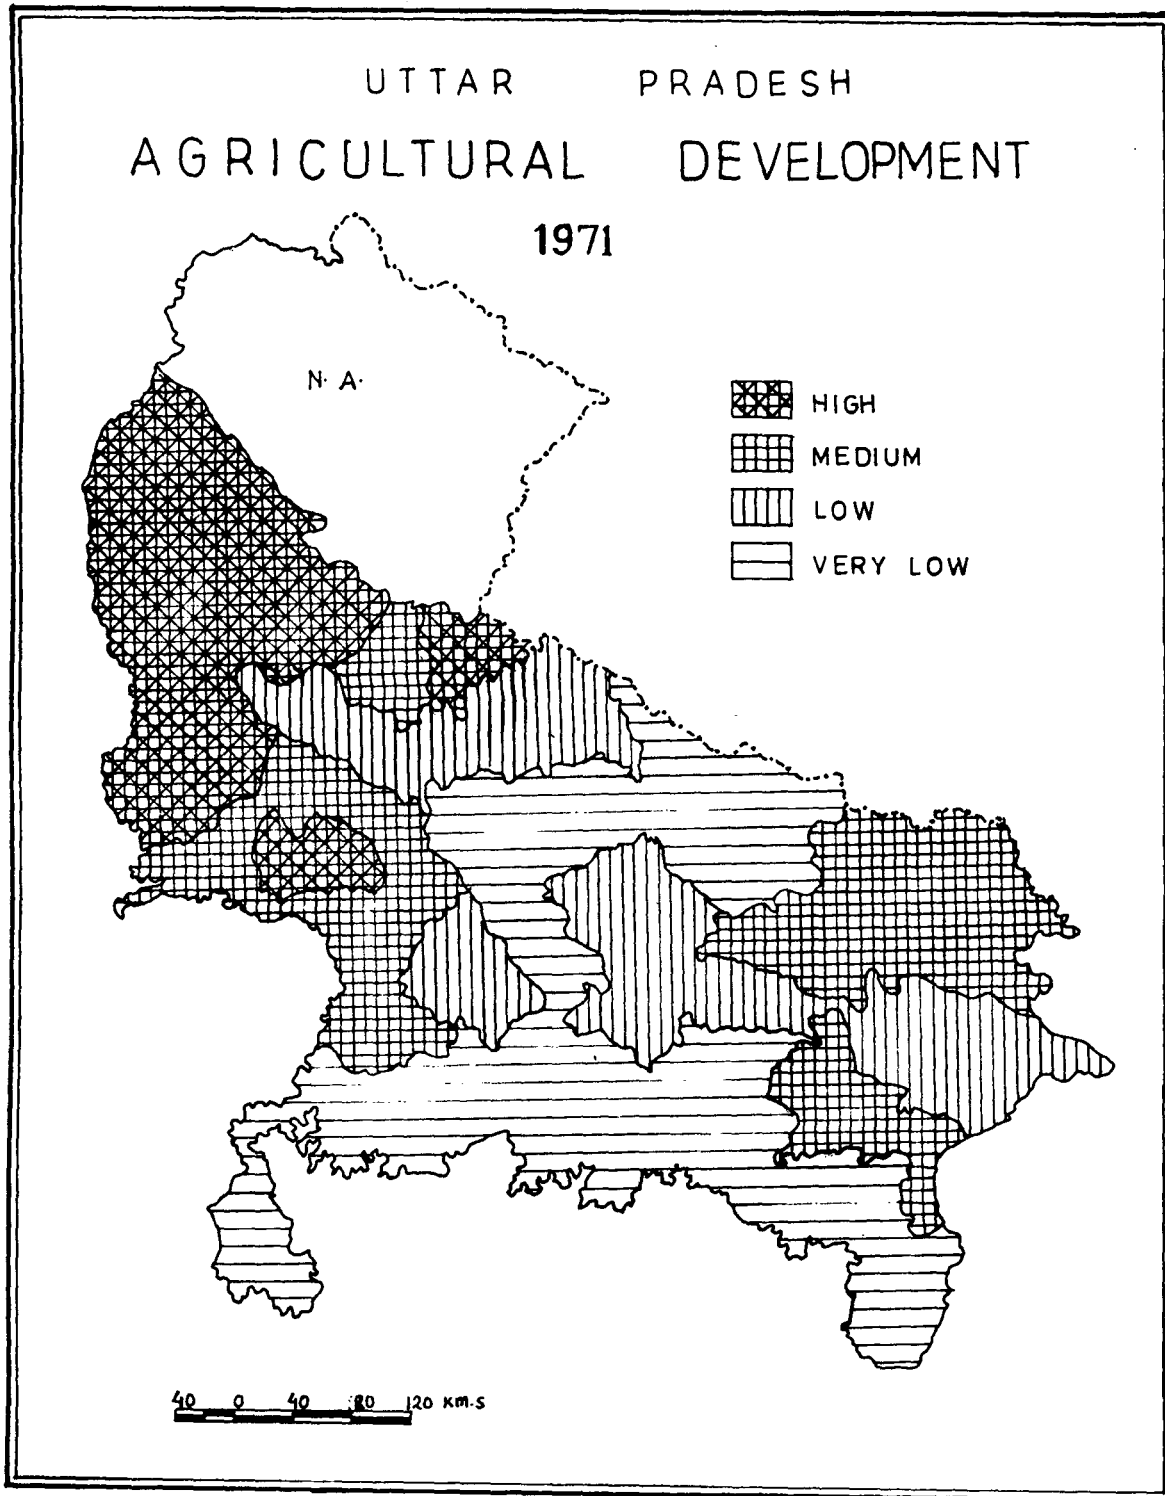 UTTAR PRADESH
AGRICULTURAL DEVELOPMENT
1971
N. A.
HIGH
MEDIUM
LOW
VERY LOW
40 0 40 80 120 KM.S